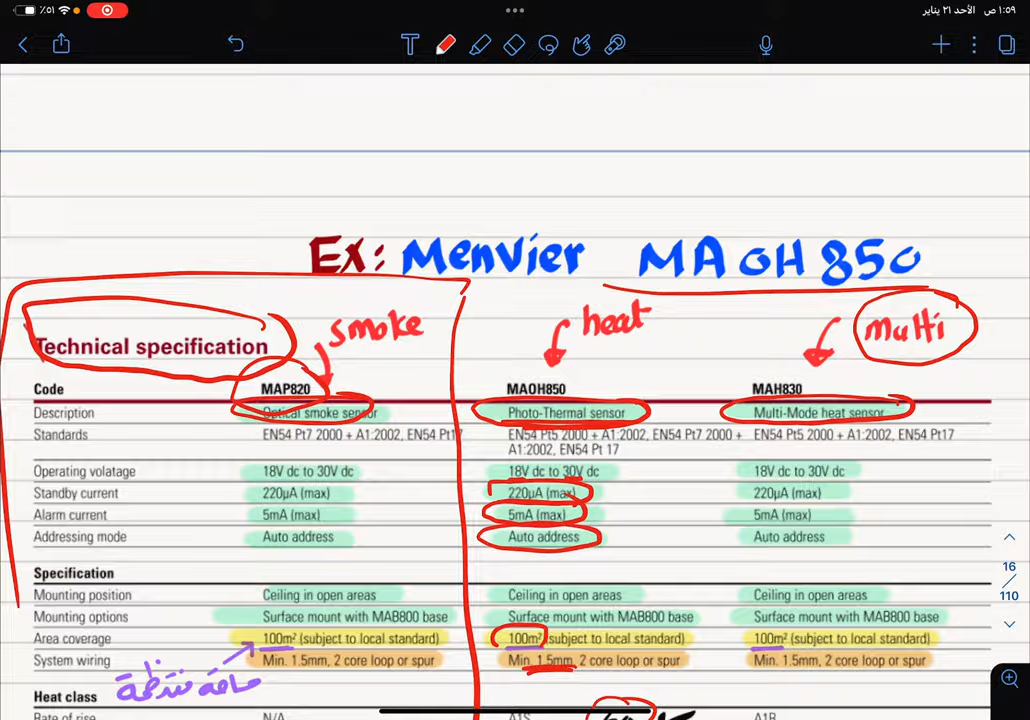 ٪٥١ ١:٥٩ ص الأحد ٢١ يناير
Ex: Menvier MAOH 850
smoke heat multi
Technical specification
Code MAP820 MAOH850 MAH830
Description Optical smoke sensor Photo-Thermal sensor Multi-Mode heat sensor
Standards EN54 Pt7 2000 + A1:2002, EN54 Pt17 EN54 Pt5 2000 + A1:2002, EN54 Pt7 2000 + EN54 Pt5 2000 + A1:2002, EN54 Pt17
A1:2002, EN54 Pt 17
Operating volatage 18V dc to 30V dc 18V dc to 30V dc 18V dc to 30V dc
Standby current 220µA (max) 220µA (max) 220µA (max)
Alarm current 5mA (max) 5mA (max) 5mA (max)
Addressing mode Auto address Auto address Auto address
Specification
Mounting position Ceiling in open areas Ceiling in open areas Ceiling in open areas
Mounting options Surface mount with MAB800 base Surface mount with MAB800 base Surface mount with MAB800 base
Area coverage 100m² (subject to local standard) 100m² (subject to local standard) 100m² (subject to local standard)
System wiring Min. 1.5mm, 2 core loop or spur Min. 1.5mm, 2 core loop or spur Min. 1.5mm, 2 core loop or spur
Heat class
Rate of rise N/A A1S A1R
16
/
110